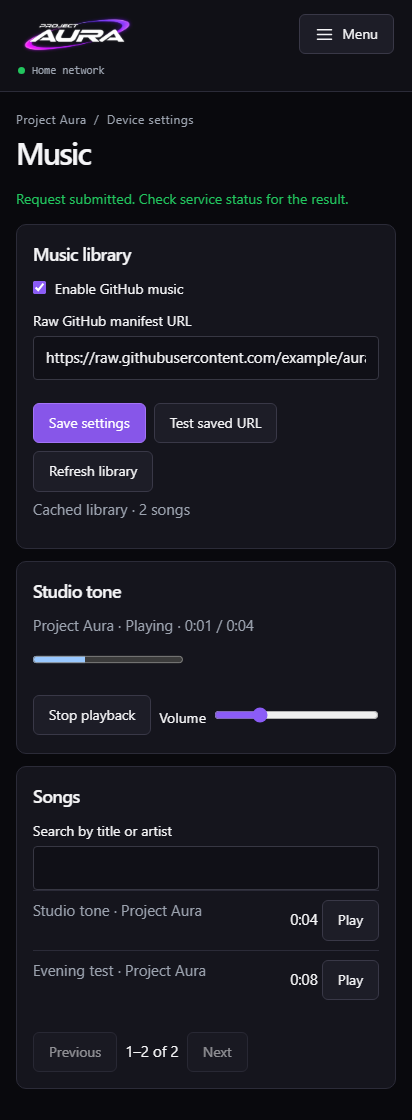 PROJECT
AURA
Menu
Home network
Project Aura / Device settings
Music
Request submitted. Check service status for the result.
Music library
Enable GitHub music
Raw GitHub manifest URL
https://raw.githubusercontent.com/example/aura
Save settings
Test saved URL
Refresh library
Cached library · 2 songs
Studio tone
Project Aura · Playing · 0:01 / 0:04
Stop playback
Volume
Songs
Search by title or artist
Studio tone · Project Aura
0:04
Play
Evening test · Project Aura
0:08
Play
Previous
1–2 of 2
Next